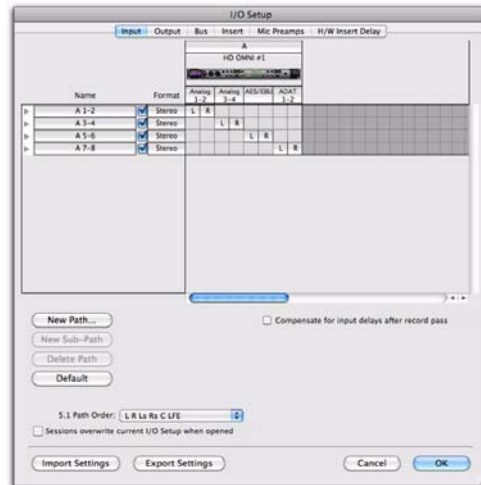 I/O Setup
Input Output Bus Insert Mic Preamps H/W Insert Delay
A
HD OMNI #1
Name Format Analog 1-2 Analog 3-4 AES/EBU ADAT 1-2
A 1-2 Stereo L R
A 3-4 Stereo L R
A 5-6 Stereo L R
A 7-8 Stereo L R
New Path...
Compensate for input delays after record pass
New Sub-Path
Delete Path
Default
5.1 Path Order: L R Ls Rs C LFE
Sessions overwrite current I/O Setup when opened
Import Settings Export Settings Cancel OK